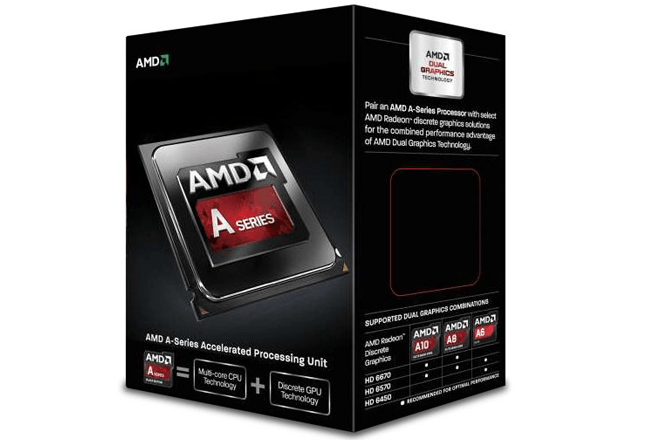 AMD
AMD
A SERIES
AMD A-Series Accelerated Processing Unit
AMD
A SERIES
=
Multi-core CPU
Technology
+
Discrete GPU
Technology
AMD
DUAL
GRAPHICS
TECHNOLOGY
Pair an AMD A-Series Processor with select
AMD Radeon™ discrete graphics solutions
for the combined performance advantage
of AMD Dual Graphics Technology.
SUPPORTED DUAL GRAPHICS COMBINATIONS
AMD Radeon™
Discrete
Graphics
AMD
A10
AMD
A8
AMD
A6
HD 6670
HD 6570
HD 6450
RECOMMENDED FOR OPTIMAL PERFORMANCE